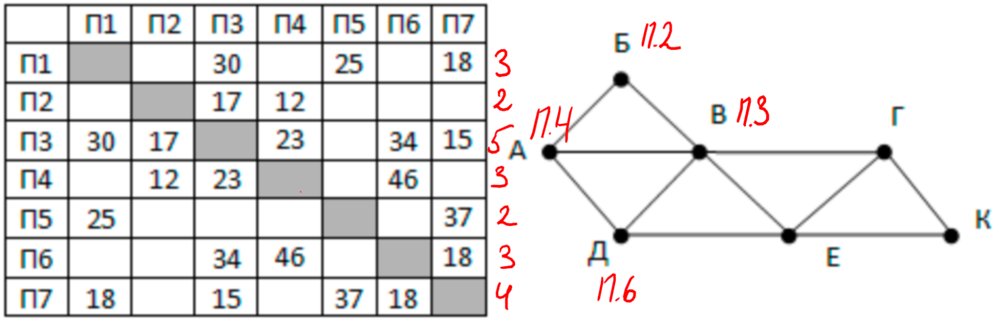 П1 П2 П3 П4 П5 П6 П7
П1 30 25 18 3
П2 17 12 2
П3 30 17 23 34 15 5
П4 12 23 46 3
П5 25 37 2
П6 34 46 18 3
П7 18 15 37 18 4
Б П.2
П.4 В П.3 Г
А
Д Е К
П.6